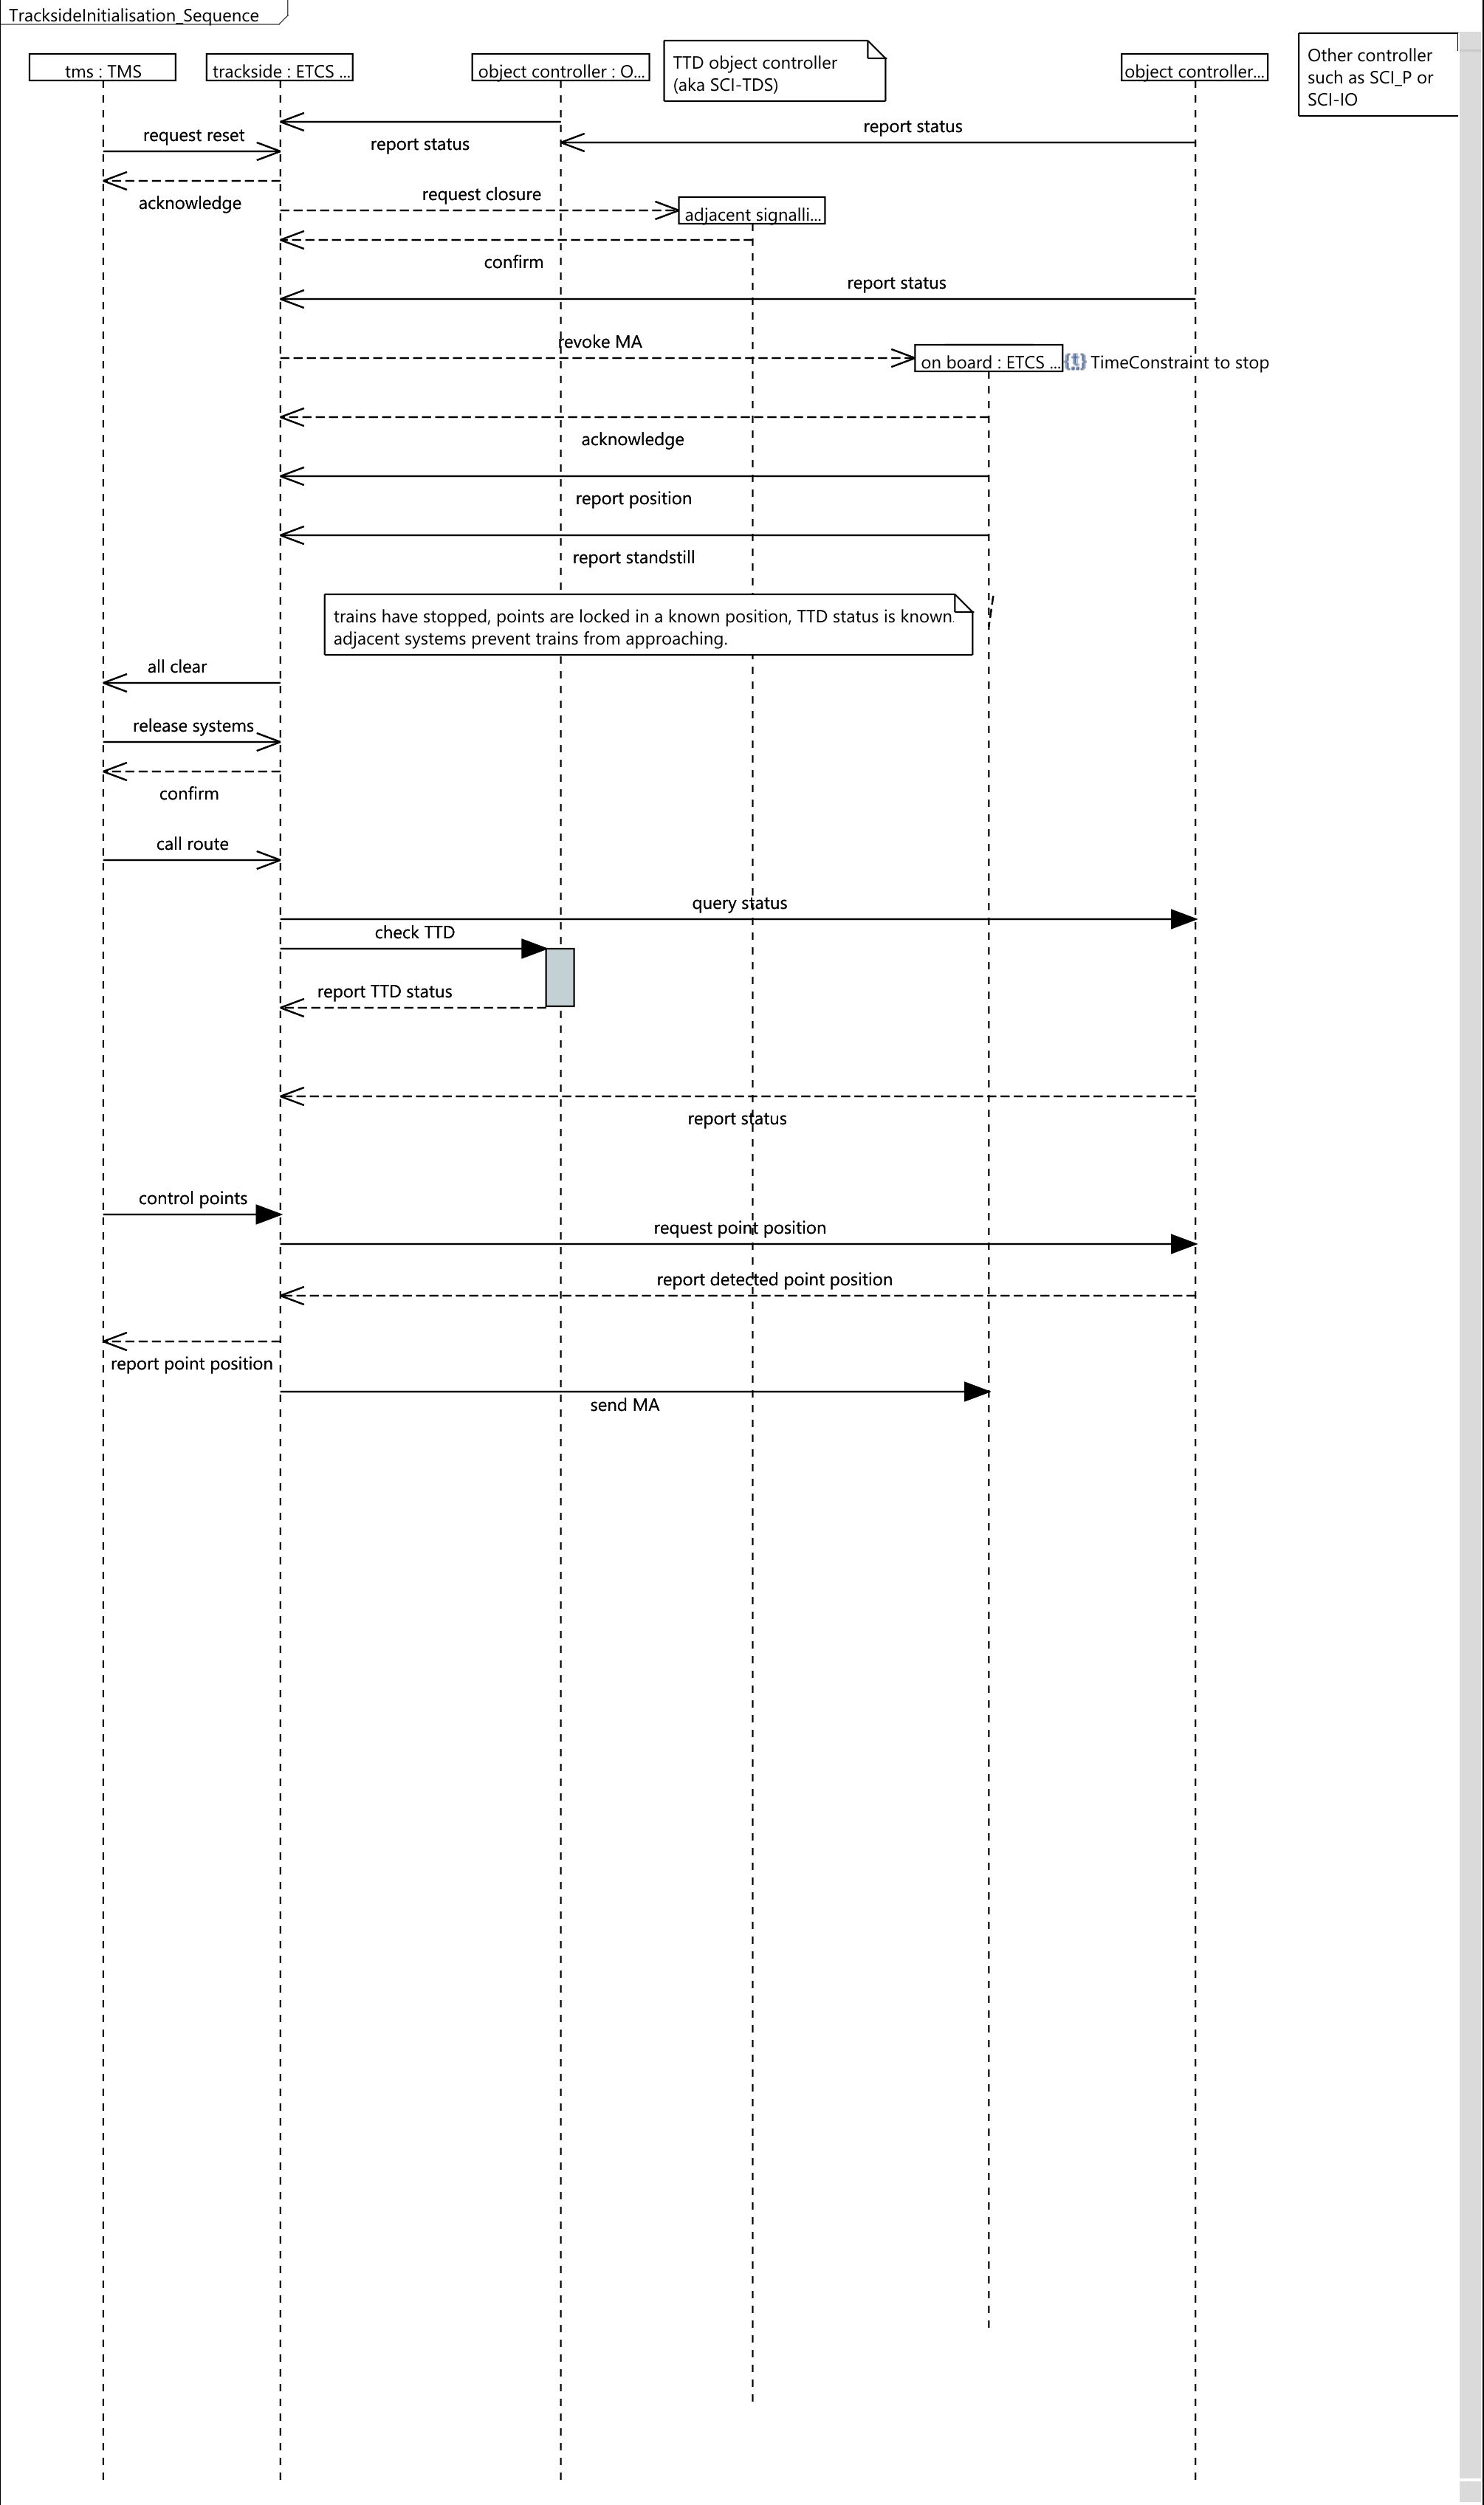 TracksideInitialisation_Sequence
tms : TMS
trackside : ETCS ...
object controller : O...
TTD object controller
(aka SCI-TDS)
object controller...
Other controller
such as SCI_P or
SCI-IO
report status
request reset
report status
acknowledge
request closure
adjacent signalli...
confirm
report status
revoke MA
on board : ETCS ...
{t} TimeConstraint to stop
acknowledge
report position
report standstill
trains have stopped, points are locked in a known position, TTD status is known.
adjacent systems prevent trains from approaching.
all clear
release systems
confirm
call route
query status
check TTD
report TTD status
report status
control points
request point position
report detected point position
report point position
send MA